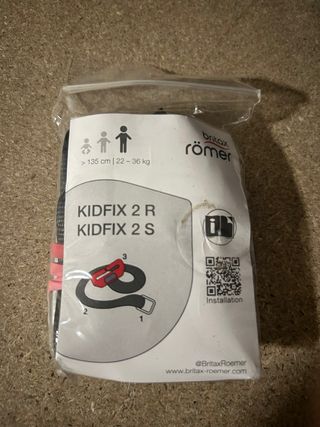 britax
römer
> 135 cm | 22 – 36 kg
KIDFIX 2 R
KIDFIX 2 S
3
2
1
Installation
@BritaxRoemer
www.britax-roemer.com